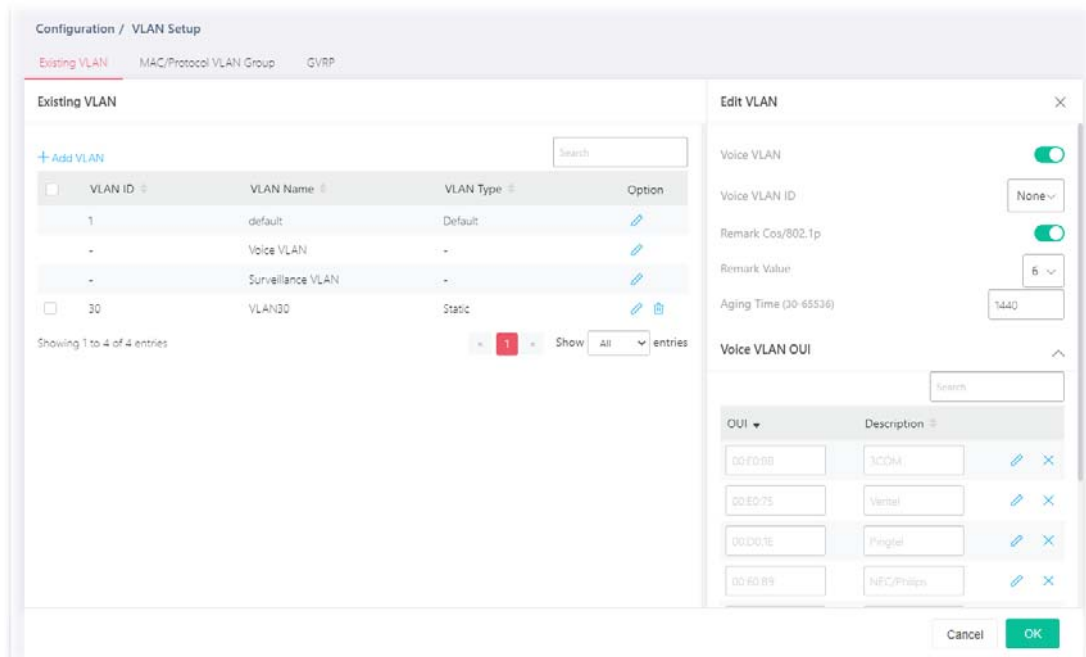 Configuration / VLAN Setup
Existing VLAN MAC/Protocol VLAN Group GVRP
Existing VLAN
+ Add VLAN
Search
VLAN ID VLAN Name VLAN Type Option
1 default Default
- Voice VLAN -
- Surveillance VLAN -
30 VLAN30 Static
Showing 1 to 4 of 4 entries
« 1 » Show All entries
Edit VLAN
Voice VLAN
Voice VLAN ID None
Remark Cos/802.1p
Remark Value 6
Aging Time (30-65536) 1440
Voice VLAN OUI
Search
OUI Description
00:E0:BB 3COM
00:E0:75 Veritel
00:D0:1E Pingtel
00:60:B9 NEC/Philips
Cancel OK